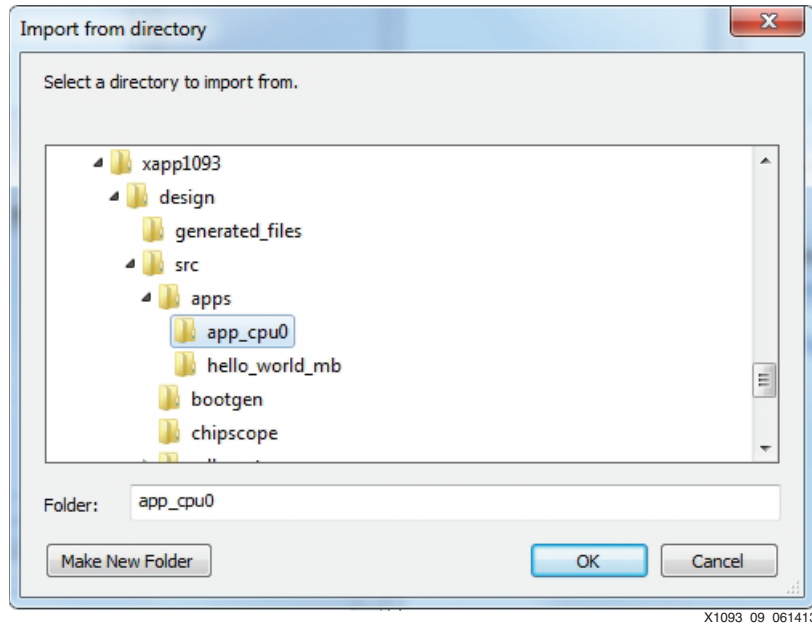 Import from directory
Select a directory to import from.
xapp1093
design
generated_files
src
apps
app_cpu0
hello_world_mb
bootgen
chipscope
Folder: app_cpu0
Make New Folder OK Cancel
X1093_09_061413